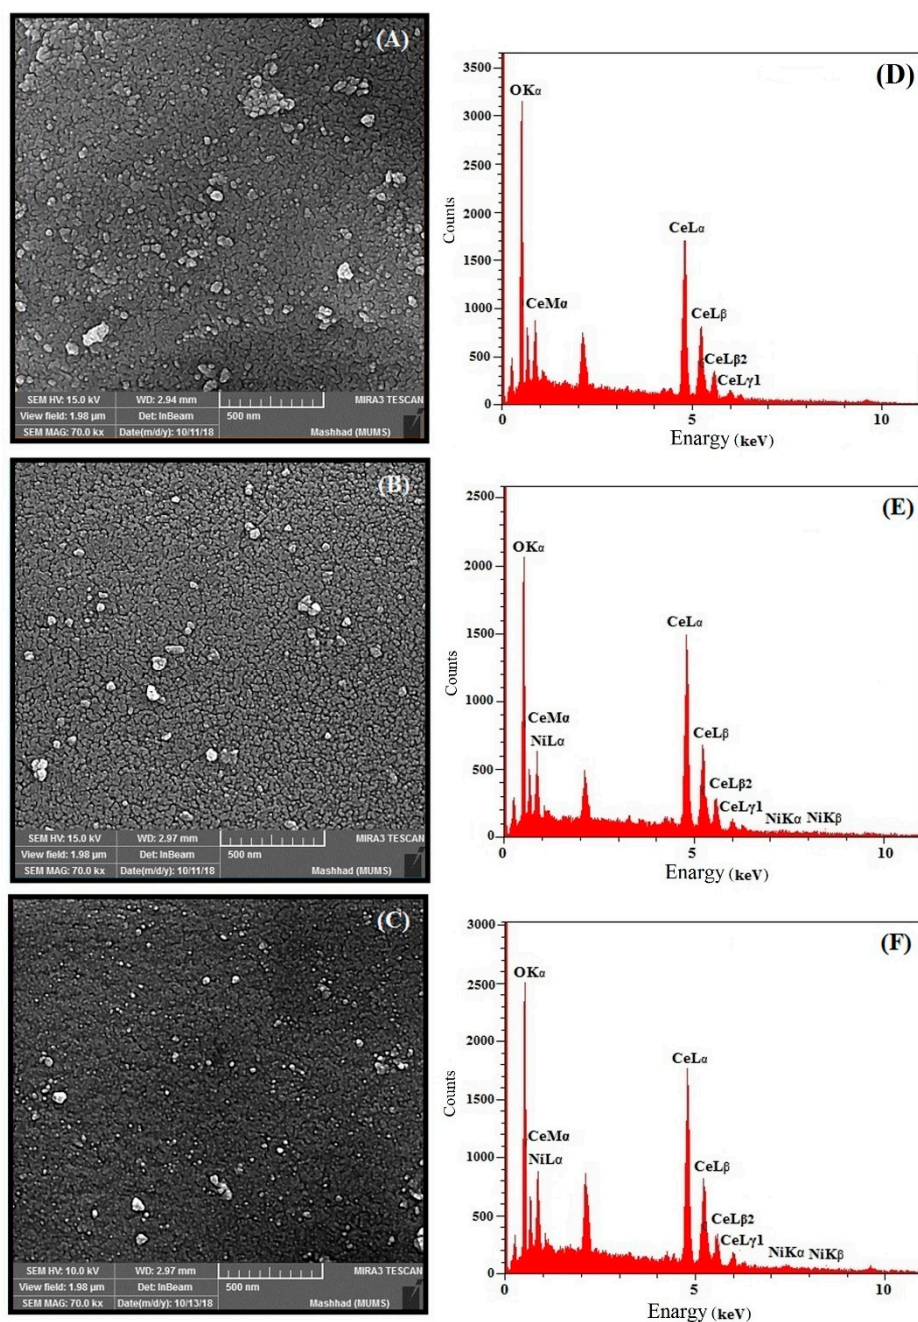 (A)
SEM HV: 15.0 kV WD: 2.94 mm MIRA3 TESCAN
View field: 1.98 µm Det: InBeam 500 nm
SEM MAG: 70.0 kx Date(m/d/y): 10/11/18 Mashhad (MUMS)
(D)
3500
3000
2500
2000
1500
1000
500
0
Counts
OKα
CeMα
CeLα
CeLβ
CeLβ2
CeLγ1
0 5 10
Enargy (keV)
(B)
SEM HV: 15.0 kV WD: 2.97 mm MIRA3 TESCAN
View field: 1.98 µm Det: InBeam 500 nm
SEM MAG: 70.0 kx Date(m/d/y): 10/11/18 Mashhad (MUMS)
(E)
2500
2000
1500
1000
500
0
Counts
OKα
CeMα
NiLα
CeLα
CeLβ
CeLβ2
CeLγ1
NiKα NiKβ
0 5 10
Enargy (keV)
(C)
SEM HV: 10.0 kV WD: 2.97 mm MIRA3 TESCAN
View field: 1.98 µm Det: InBeam 500 nm
SEM MAG: 70.0 kx Date(m/d/y): 10/13/18 Mashhad (MUMS)
(F)
3000
2500
2000
1500
1000
500
0
Counts
OKα
CeMα
NiLα
CeLα
CeLβ
CeLβ2
CeLγ1
NiKα NiKβ
0 5 10
Enargy (keV)